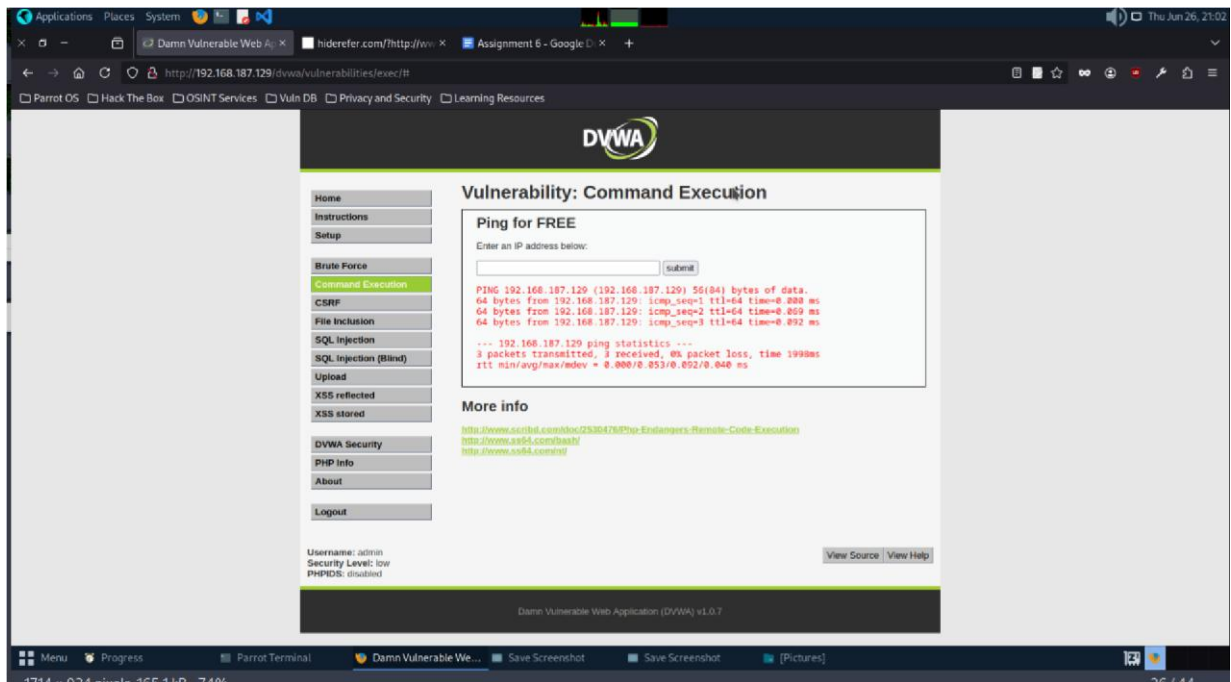 Applications Places System
Thu Jun 26, 21:02
Damn Vulnerable Web Ap
hiderefer.com/?http://ww
Assignment 6 - Google D
http://192.168.187.129/dvwa/vulnerabilities/exec/#
Parrot OS Hack The Box OSINT Services Vuln DB Privacy and Security Learning Resources
DVWA
Home
Instructions
Setup
Brute Force
Command Execution
CSRF
File Inclusion
SQL Injection
SQL Injection (Blind)
Upload
XSS reflected
XSS stored
DVWA Security
PHP Info
About
Logout
Vulnerability: Command Execution
Ping for FREE
Enter an IP address below:
submit
PING 192.168.187.129 (192.168.187.129) 56(84) bytes of data.
64 bytes from 192.168.187.129: icmp_seq=1 ttl=64 time=0.000 ms
64 bytes from 192.168.187.129: icmp_seq=2 ttl=64 time=0.069 ms
64 bytes from 192.168.187.129: icmp_seq=3 ttl=64 time=0.092 ms
--- 192.168.187.129 ping statistics ---
3 packets transmitted, 3 received, 0% packet loss, time 1998ms
rtt min/avg/max/mdev = 0.000/0.053/0.092/0.040 ms
More info
http://www.scribd.com/doc/2530476/Php-Endangers-Remote-Code-Execution
http://www.ss64.com/bash/
http://www.ss64.com/nt/
Username: admin
Security Level: low
PHPIDS: disabled
View Source View Help
Damn Vulnerable Web Application (DVWA) v1.0.7
Menu Progress Parrot Terminal Damn Vulnerable We... Save Screenshot Save Screenshot [Pictures]